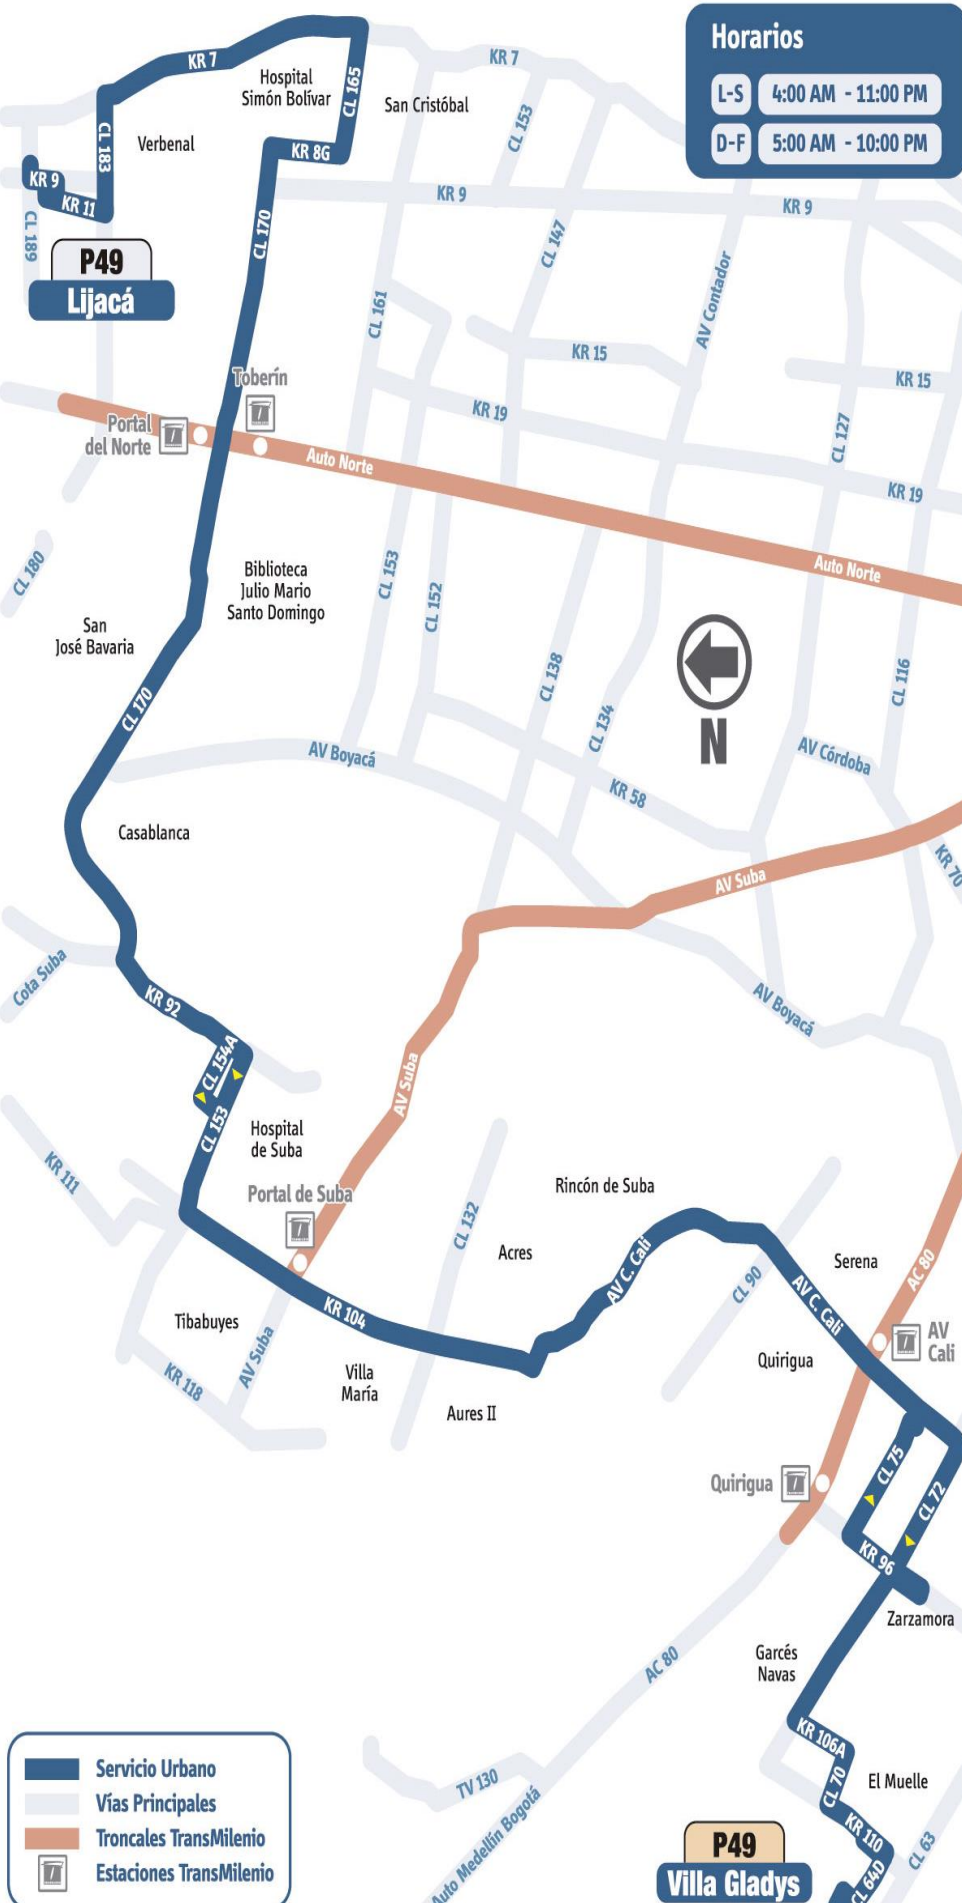 Horarios
L-S 4:00 AM - 11:00 PM
D-F 5:00 AM - 10:00 PM
KR 7
KR 7
Hospital
Simón Bolívar
CL 165
San Cristóbal
CL 153
CL 183
Verbenal
KR 8G
KR 9
KR 11
KR 9
KR 9
CL 189
CL 170
CL 147
P49
Lijacá
CL 161
AV Contador
KR 15
KR 15
Toberín
KR 19
Portal
del Norte
CL 127
Auto Norte
KR 19
CL 180
Biblioteca
Julio Mario
Santo Domingo
CL 153
CL 152
Auto Norte
San
José Bavaria
CL 138
CL 116
N
CL 170
CL 134
AV Boyacá
AV Córdoba
KR 58
Casablanca
KR 70
AV Suba
Cota Suba
KR 92
AV Boyacá
CL 154A
AV Suba
CL 153
Hospital
de Suba
KR 111
Portal de Suba
Rincón de Suba
CL 132
Acres
AV C. Cali
CL 90
Serena
AC 80
AV C. Cali
KR 104
Tibabuyes
AV Suba
AV
Cali
Villa
María
Quirigua
KR 118
Aures II
Quirigua
CL 75
CL 72
KR 96
Zarzamora
Garcés
Navas
AC 80
KR 106A
Servicio Urbano
Vías Principales
Troncales TransMilenio
Estaciones TransMilenio
TV 130
CL 70
El Muelle
Auto Medellín Bogotá
KR 110
CL 63
P49
Villa Gladys
CL 64D